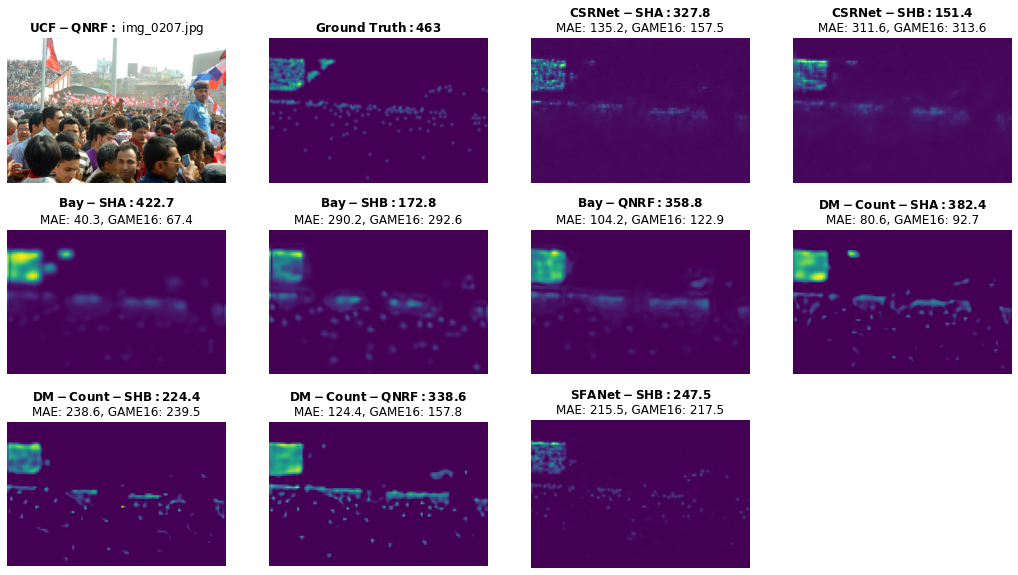 UCF − QNRF: img_0207.jpg
Ground Truth: 463
CSRNet − SHA: 327.8
MAE: 135.2, GAME16: 157.5
CSRNet − SHB: 151.4
MAE: 311.6, GAME16: 313.6
Bay − SHA: 422.7
MAE: 40.3, GAME16: 67.4
Bay − SHB: 172.8
MAE: 290.2, GAME16: 292.6
Bay − QNRF: 358.8
MAE: 104.2, GAME16: 122.9
DM − Count − SHA: 382.4
MAE: 80.6, GAME16: 92.7
DM − Count − SHB: 224.4
MAE: 238.6, GAME16: 239.5
DM − Count − QNRF: 338.6
MAE: 124.4, GAME16: 157.8
SFANet − SHB: 247.5
MAE: 215.5, GAME16: 217.5